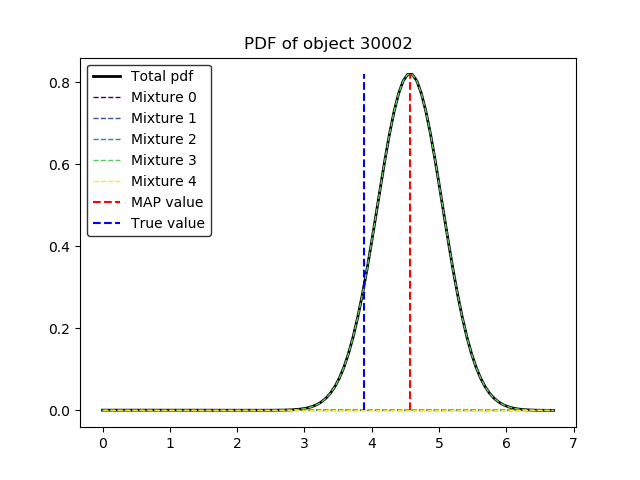 PDF of object 30002
Total pdf
Mixture 0
Mixture 1
Mixture 2
Mixture 3
Mixture 4
MAP value
True value
0.8
0.6
0.4
0.2
0.0
0 1 2 3 4 5 6 7